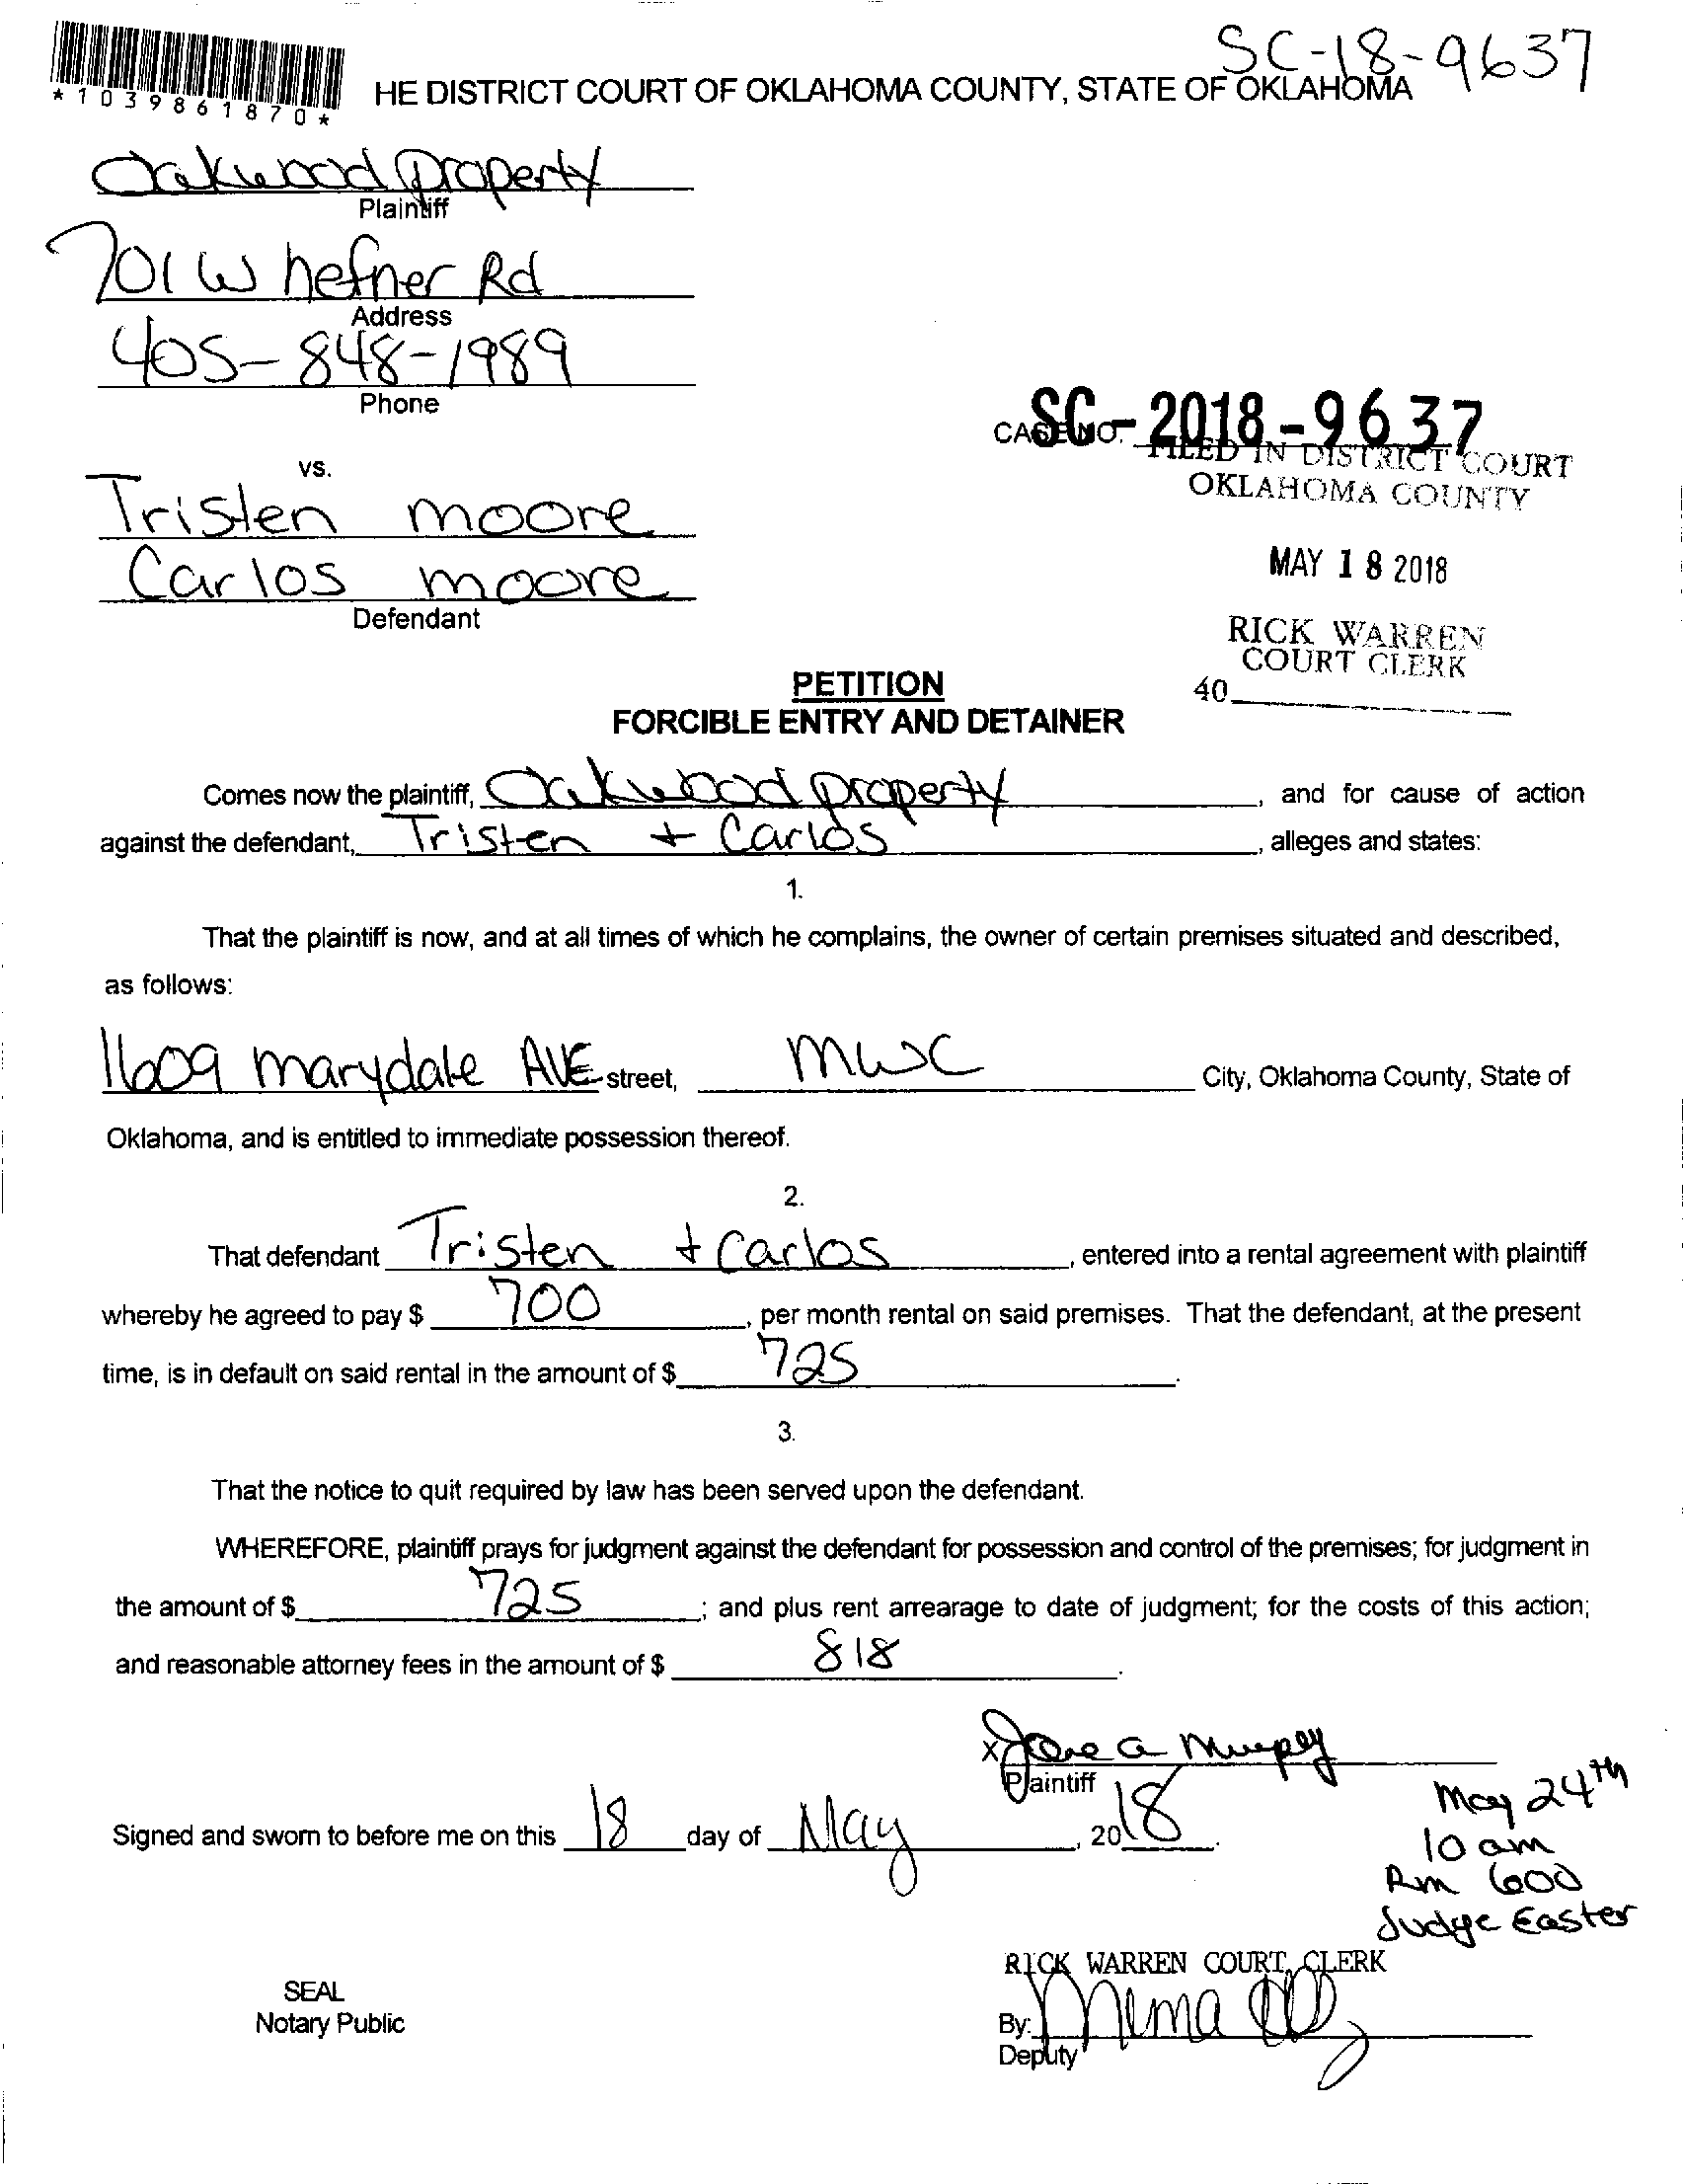 SC-18-9637
*1039861870*
HE DISTRICT COURT OF OKLAHOMA COUNTY, STATE OF OKLAHOMA
Oakwood property
Plaintiff
701 W hefner Rd
Address
405-848-1989
Phone
CASE NO. SC-2018-9637
FILED IN DISTRICT COURT
OKLAHOMA COUNTY
vs.
Tristen moore
Carlos moore
Defendant
MAY 18 2018
RICK WARREN
COURT CLERK
40
PETITION
FORCIBLE ENTRY AND DETAINER
Comes now the plaintiff, Oakwood property, and for cause of action
against the defendant, Tristen + Carlos, alleges and states:
1.
That the plaintiff is now, and at all times of which he complains, the owner of certain premises situated and described,
as follows:
1609 marydale AVE street, mwc City, Oklahoma County, State of
Oklahoma, and is entitled to immediate possession thereof.
2.
That defendant Tristen + Carlos, entered into a rental agreement with plaintiff
whereby he agreed to pay $ 700, per month rental on said premises. That the defendant, at the present
time, is in default on said rental in the amount of $ 725.
3.
That the notice to quit required by law has been served upon the defendant.
WHEREFORE, plaintiff prays for judgment against the defendant for possession and control of the premises; for judgment in
the amount of $ 725; and plus rent arrearage to date of judgment; for the costs of this action;
and reasonable attorney fees in the amount of $ 818.
x
Plaintiff
Signed and sworn to before me on this 18 day of May, 2018.
May 24th
10 am
Rm 600
Judge Easter
RICK WARREN COURT CLERK
SEAL
Notary Public
By:
Deputy